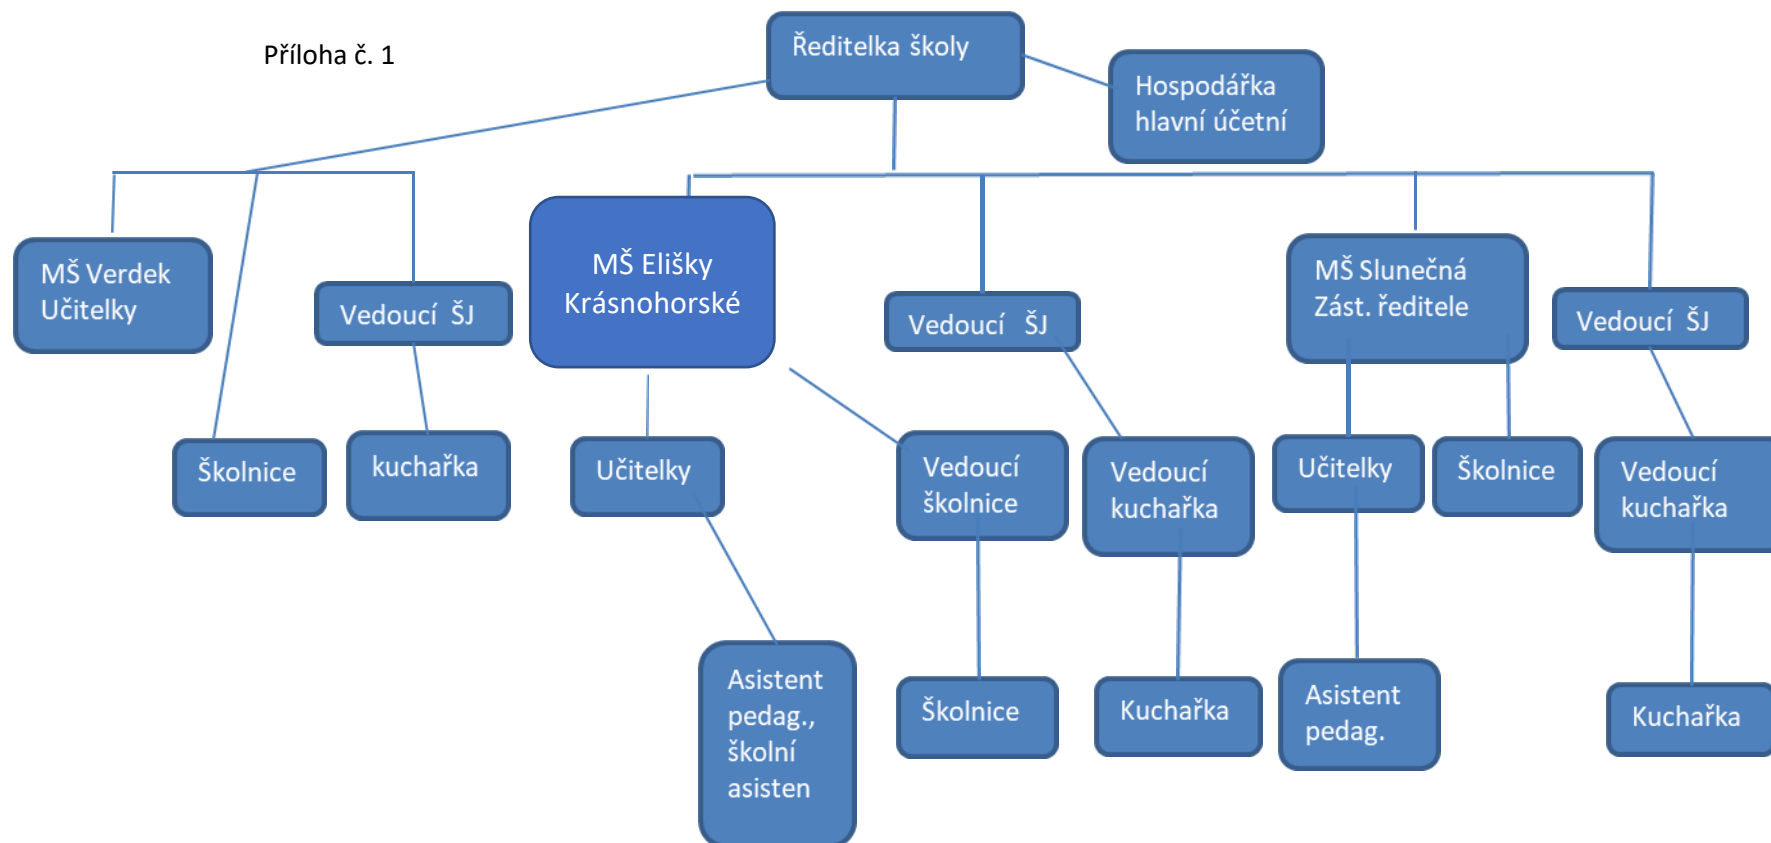 Příloha č. 1
Ředitelka školy
Hospodářka
hlavní účetní
MŠ Verdek
Učitelky
Vedoucí ŠJ
MŠ Elišky
Krásnohorské
Vedoucí ŠJ
MŠ Slunečná
Zást. ředitele
Vedoucí ŠJ
Školnice
kuchařka
Učitelky
Vedoucí
školnice
Vedoucí
kuchařka
Učitelky
Školnice
Vedoucí
kuchařka
Asistent
pedag.,
školní
asisten
Školnice
Kuchařka
Asistent
pedag.
Kuchařka